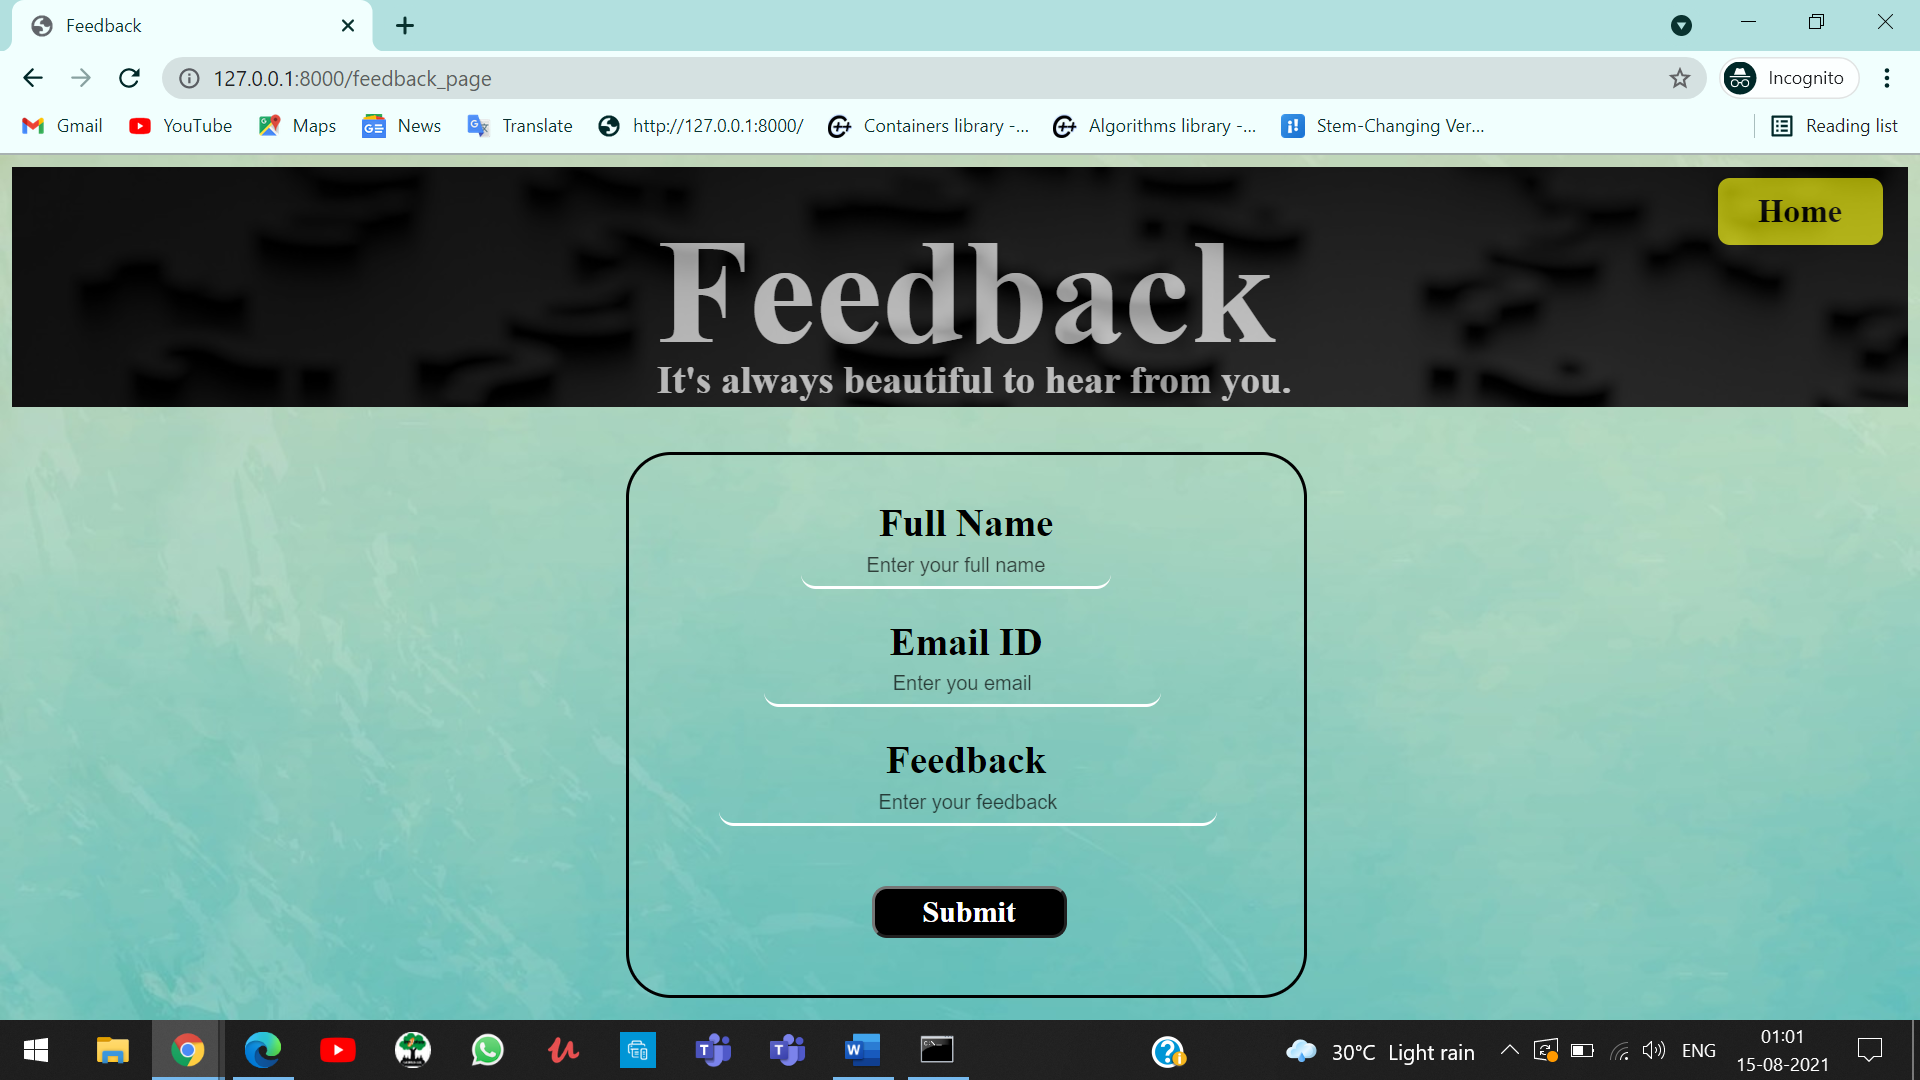 Feedback
127.0.0.1:8000/feedback_page
Incognito
Gmail YouTube Maps News Translate http://127.0.0.1:8000/ Containers library -... Algorithms library -... Stem-Changing Ver... Reading list
Home
Feedback
It's always beautiful to hear from you.
Full Name
Enter your full name
Email ID
Enter you email
Feedback
Enter your feedback
Submit
30°C Light rain
ENG
01:01
15-08-2021